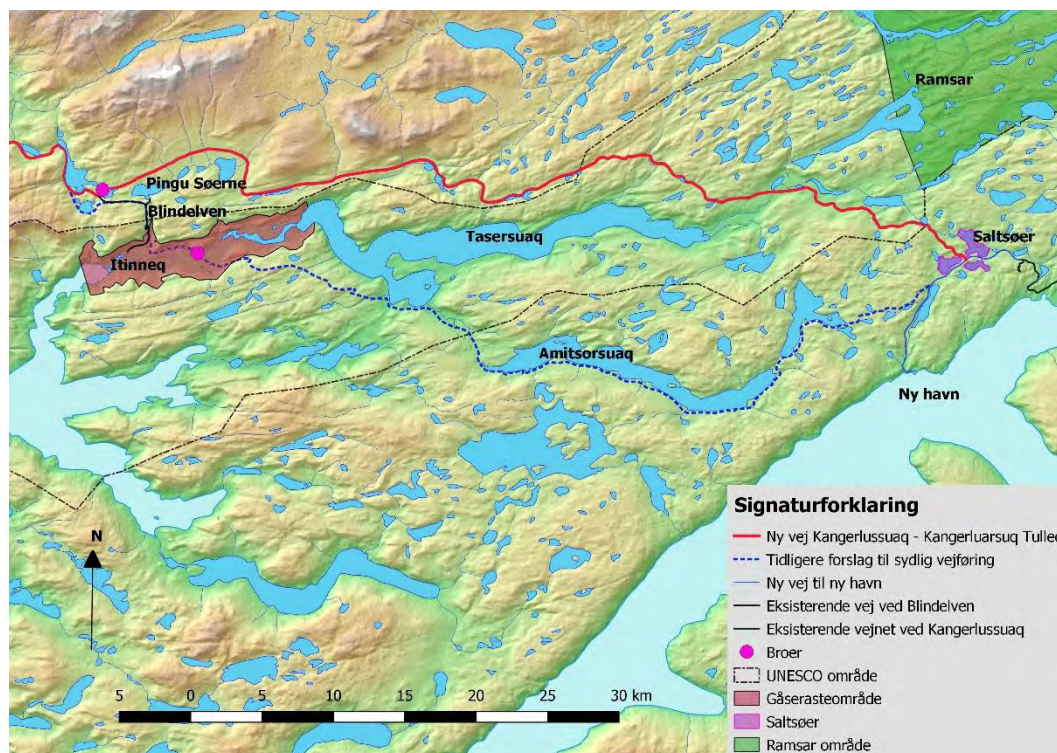 Ramsar
Pingu Søerne
Blindelven
Tasersuaq
Saltsøer
Itinneq
Amitsorsuaq
Ny havn
N
5 0 5 10 15 20 25 30 km
Signaturforklaring
Ny vej Kangerlussuaq - Kangerluarsuq Tulleq
Tidligere forslag til sydlig vejføring
Ny vej til ny havn
Eksisterende vej ved Blindelven
Eksisterende vejnet ved Kangerlussuaq
Broer
UNESCO område
Gåserasteområde
Saltsøer
Ramsar område